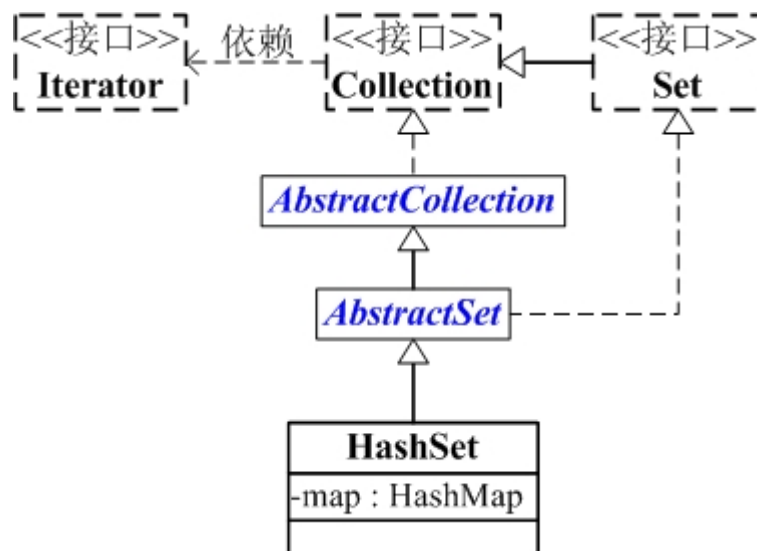 <<接口>>
Iterator
依赖
<<接口>>
Collection
<<接口>>
Set
AbstractCollection
AbstractSet
HashSet
-map : HashMap